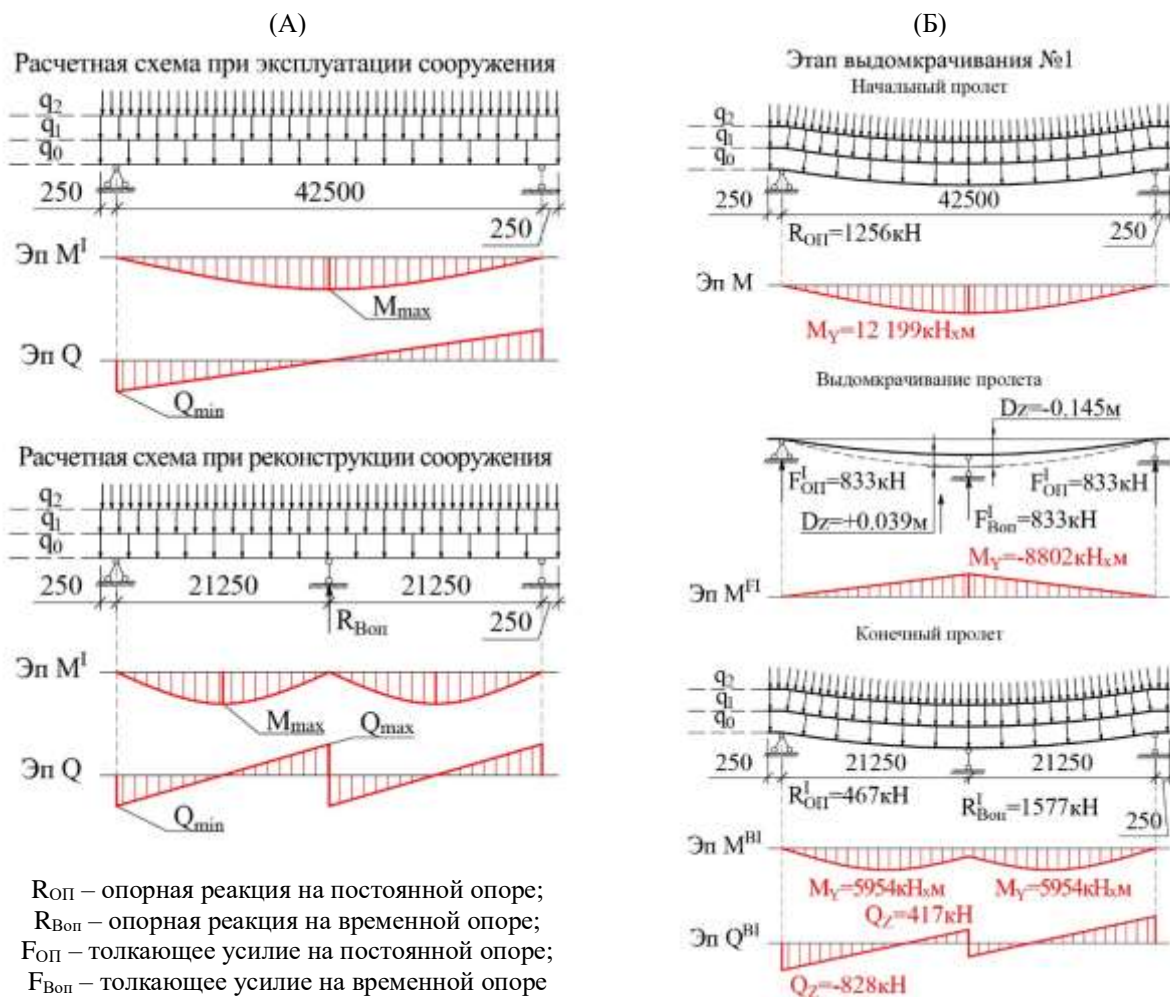 (А)
Расчетная схема при эксплуатации сооружения
q₂
q₁
q₀
250
42500
250
Эп Mᴵ
Mmax
Эп Q
Qmin
Расчетная схема при реконструкции сооружения
q₂
q₁
q₀
250
21250
21250
250
RВоп
Эп Mᴵ
Mmax
Qmax
Эп Q
Qmin
RОП – опорная реакция на постоянной опоре;
RВоп – опорная реакция на временной опоре;
FОП – толкающее усилие на постоянной опоре;
FВоп – толкающее усилие на временной опоре
(Б)
Этап выдомкрачивания №1
Начальный пролет
q₂
q₁
q₀
250
42500
250
RОП=1256кН
Эп М
MY=12 199кНхм
Выдомкрачивание пролета
Dz=-0.145м
FᴵОП=833кН
FᴵОП=833кН
Dz=+0.039м
FᴵВоп=833кН
MY=-8802кНхм
Эп Mᶠᴵ
Конечный пролет
q₂
q₁
q₀
250
21250
21250
RᴵОП=467кН
RᴵВоп=1577кН
250
Эп Mᴮᴵ
MY=5954кНхм
MY=5954кНхм
QZ=417кН
Эп Qᴮᴵ
QZ=-828кН